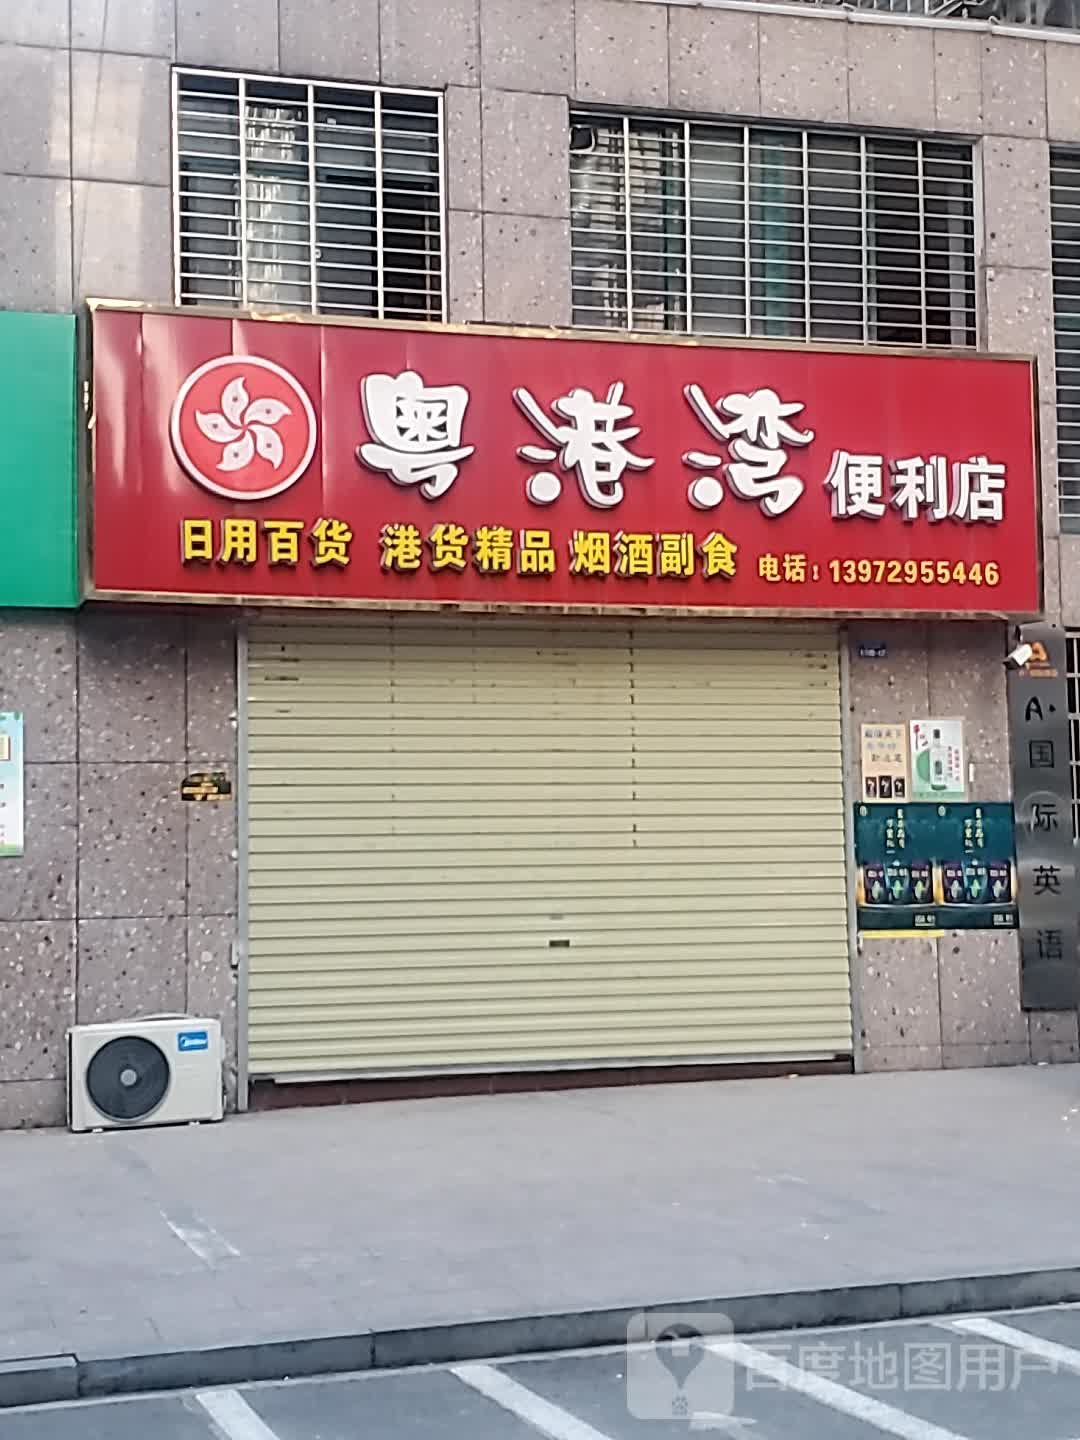 粤港湾便利店
日用百货 港货精品 烟酒副食 电话：13972955446
A·国际英语
Midea
百度地图用户